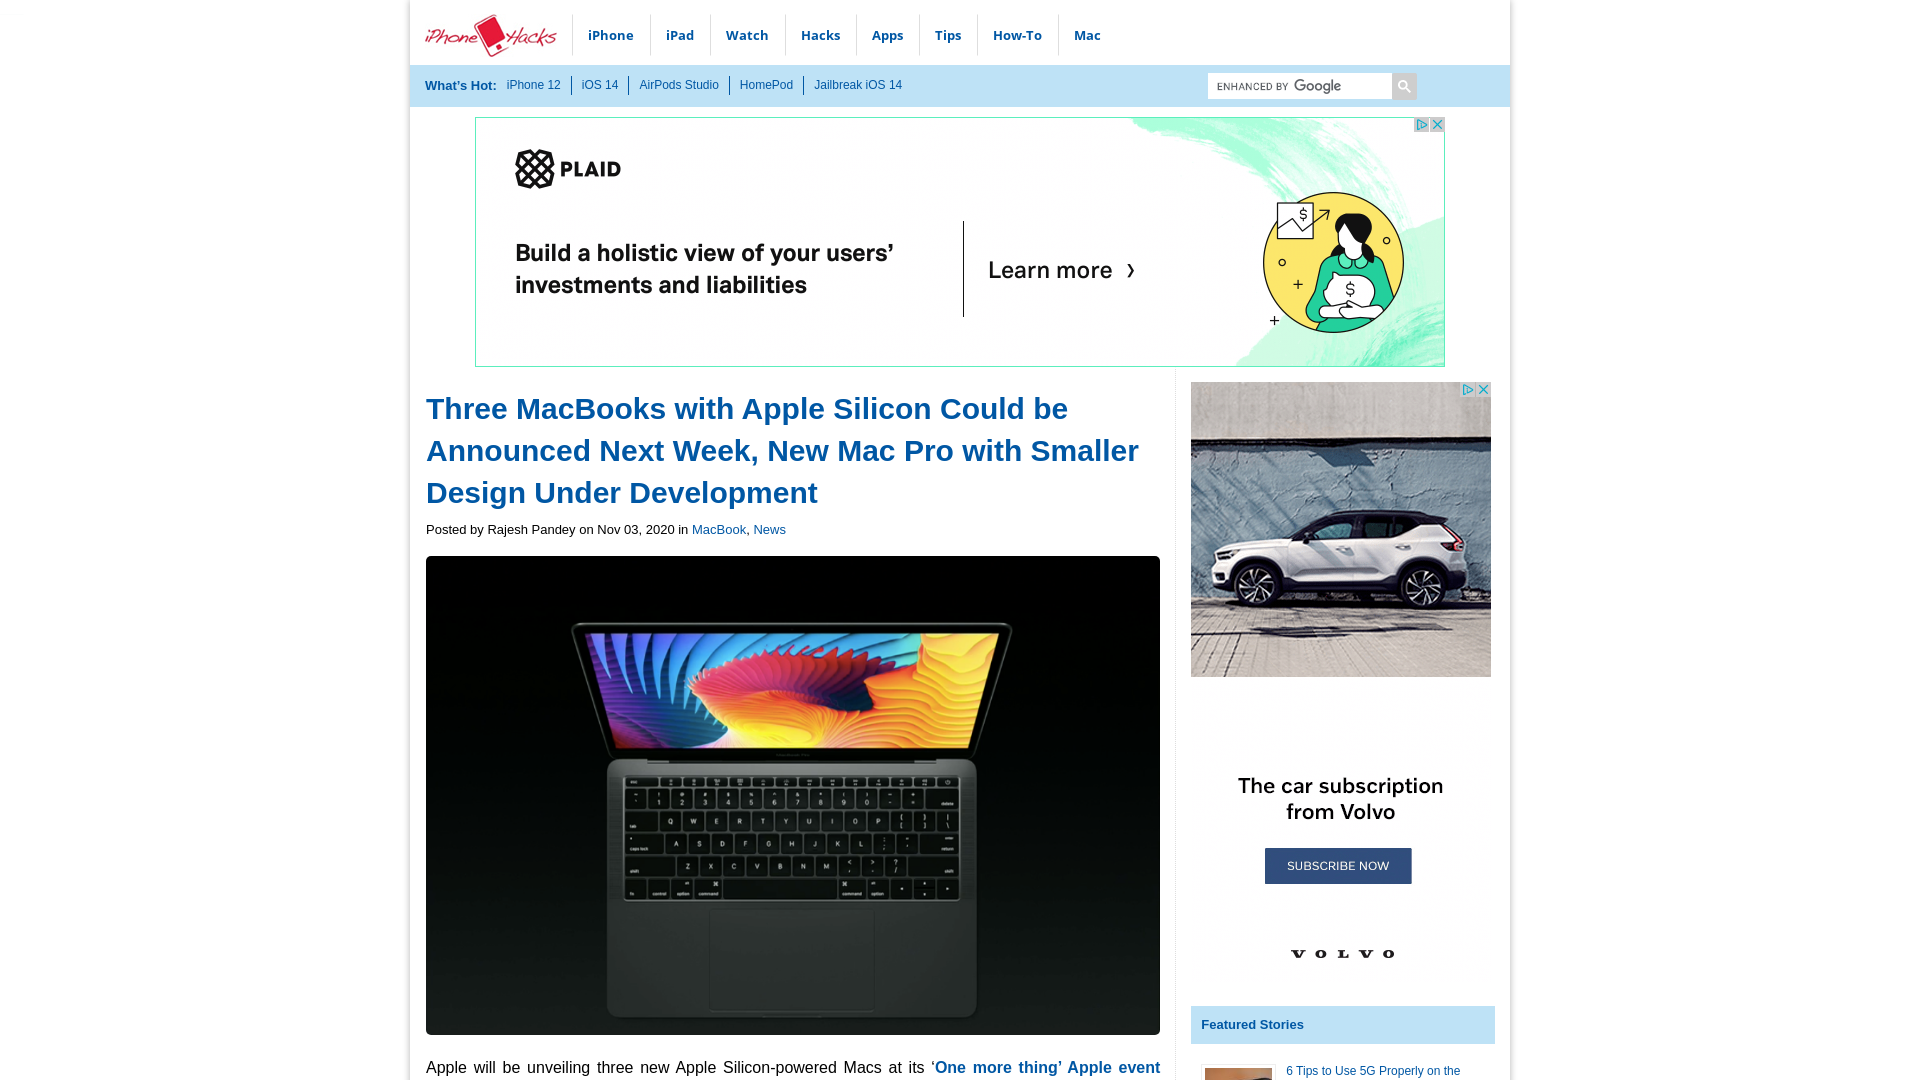 iPhone Hacks
iPhone
iPad
Watch
Hacks
Apps
Tips
How-To
Mac
What's Hot:
iPhone 12
iOS 14
AirPods Studio
HomePod
Jailbreak iOS 14
ENHANCED BY Google
PLAID
Build a holistic view of your users’
investments and liabilities
Learn more ›
Three MacBooks with Apple Silicon Could be
Announced Next Week, New Mac Pro with Smaller
Design Under Development
Posted by Rajesh Pandey on Nov 03, 2020 in MacBook, News
Apple will be unveiling three new Apple Silicon-powered Macs at its ‘One more thing’ Apple event
The car subscription
from Volvo
SUBSCRIBE NOW
VOLVO
Featured Stories
6 Tips to Use 5G Properly on the